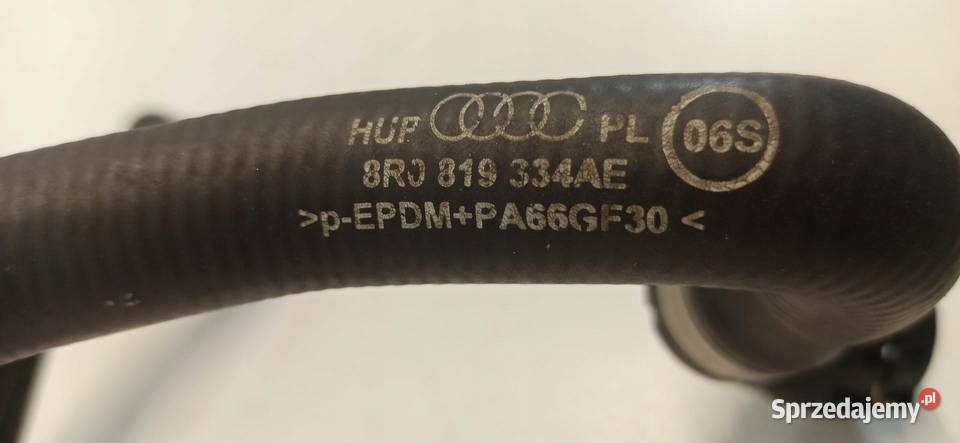 HUP PL 06S
8R0 819 334AE
>p-EPDM+PA66GF30 <
Sprzedajemy.pl